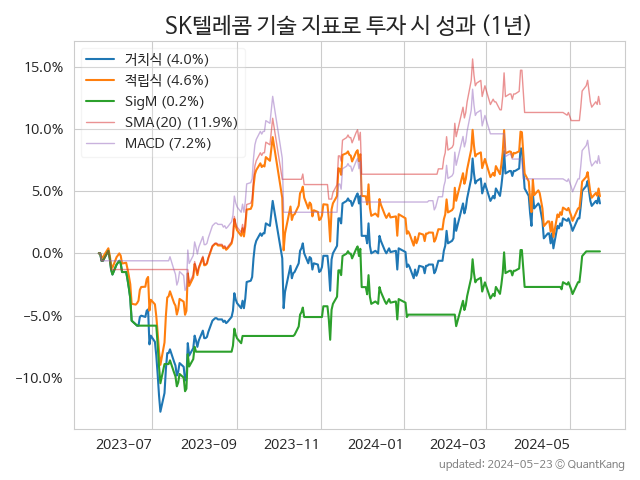 SK텔레콤 기술 지표로 투자 시 성과 (1년)
거치식 (4.0%)
적립식 (4.6%)
SigM (0.2%)
SMA(20) (11.9%)
MACD (7.2%)
15.0%
10.0%
5.0%
0.0%
−5.0%
−10.0%
2023-07 2023-09 2023-11 2024-01 2024-03 2024-05
updated: 2024-05-23 © QuantKang